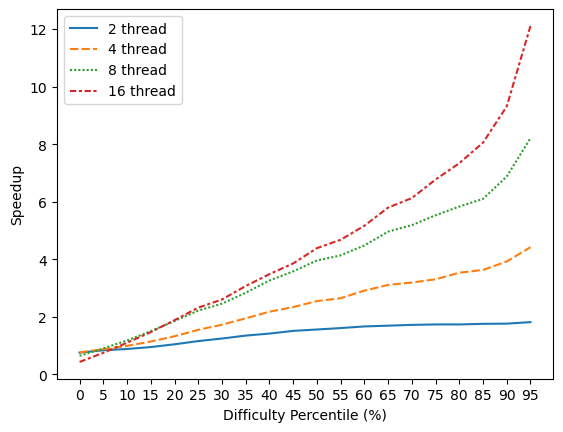 2 thread
4 thread
8 thread
16 thread
Speedup
12
10
8
6
4
2
0
0 5 10 15 20 25 30 35 40 45 50 55 60 65 70 75 80 85 90 95
Difficulty Percentile (%)